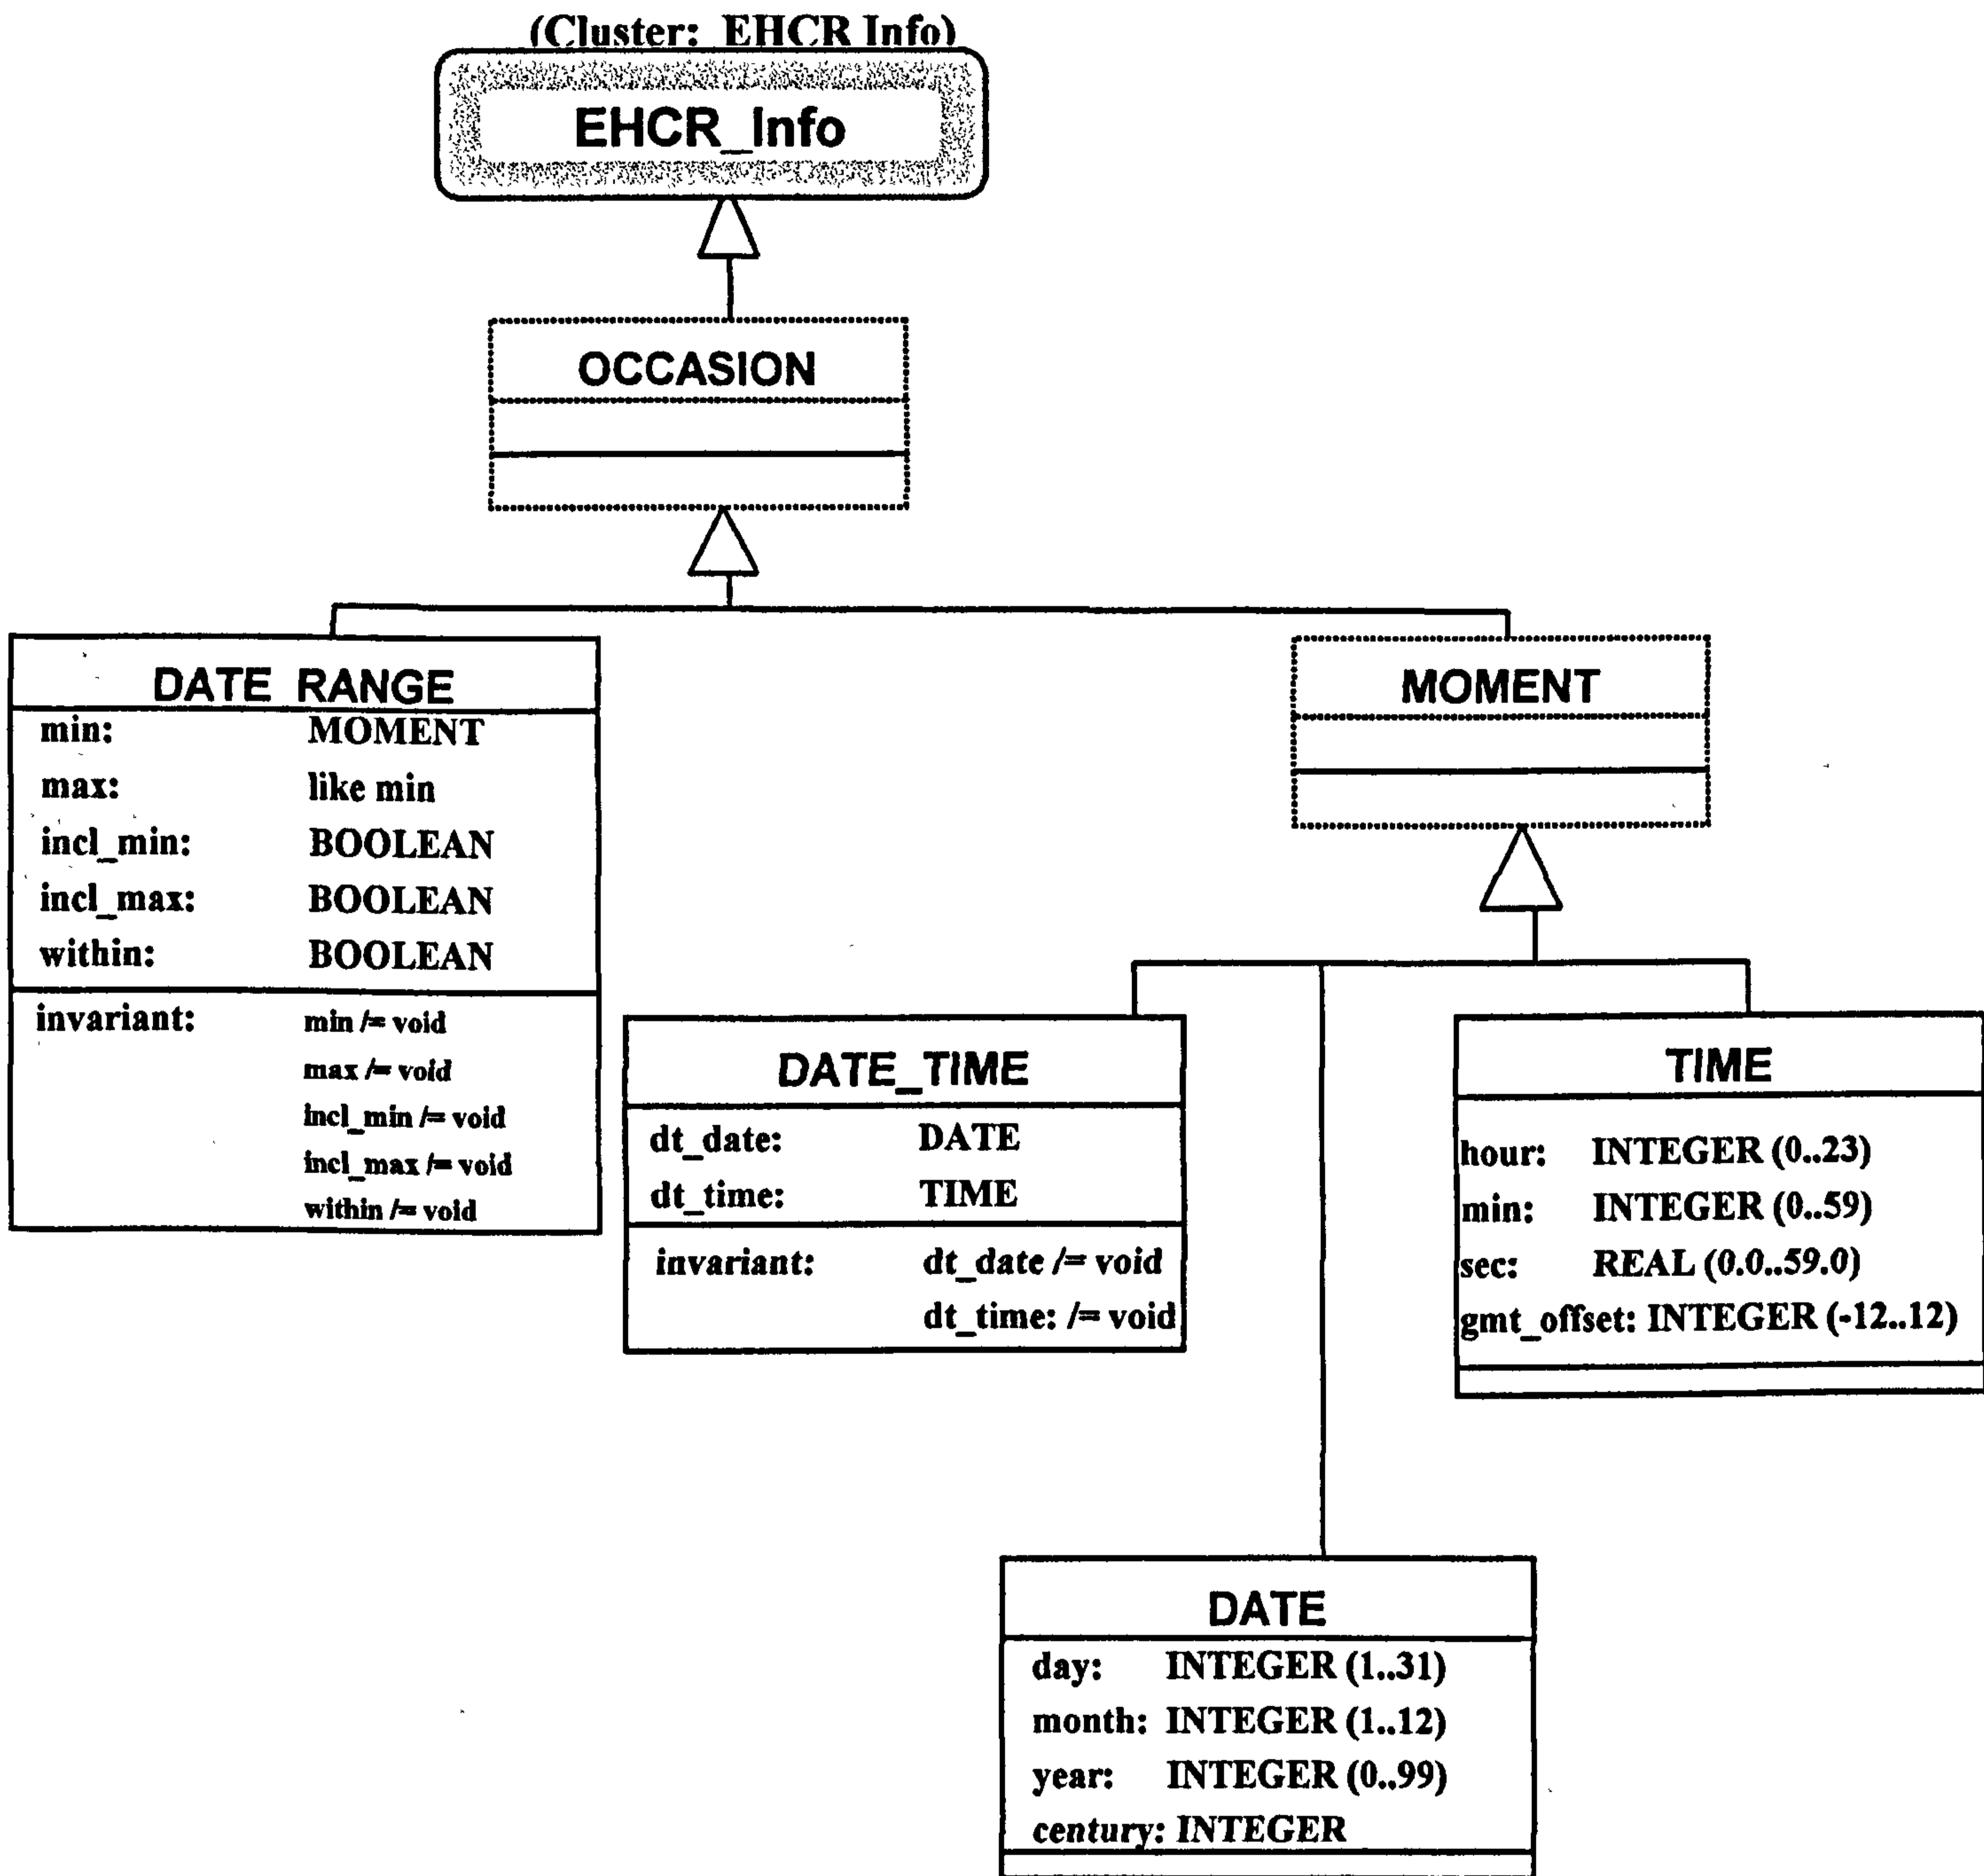 (Cluster: EHCR Info)
EHCR_Info
OCCASION
DATE_RANGE
min: MOMENT
max: like min
incl_min: BOOLEAN
incl_max: BOOLEAN
within: BOOLEAN
invariant: min /= void
max /= void
incl_min /= void
incl_max /= void
within /= void
MOMENT
DATE_TIME
dt_date: DATE
dt_time: TIME
invariant: dt_date /= void
dt_time: /= void
TIME
hour: INTEGER (0..23)
min: INTEGER (0..59)
sec: REAL (0.0..59.0)
gmt_offset: INTEGER (-12..12)
DATE
day: INTEGER (1..31)
month: INTEGER (1..12)
year: INTEGER (0..99)
century: INTEGER